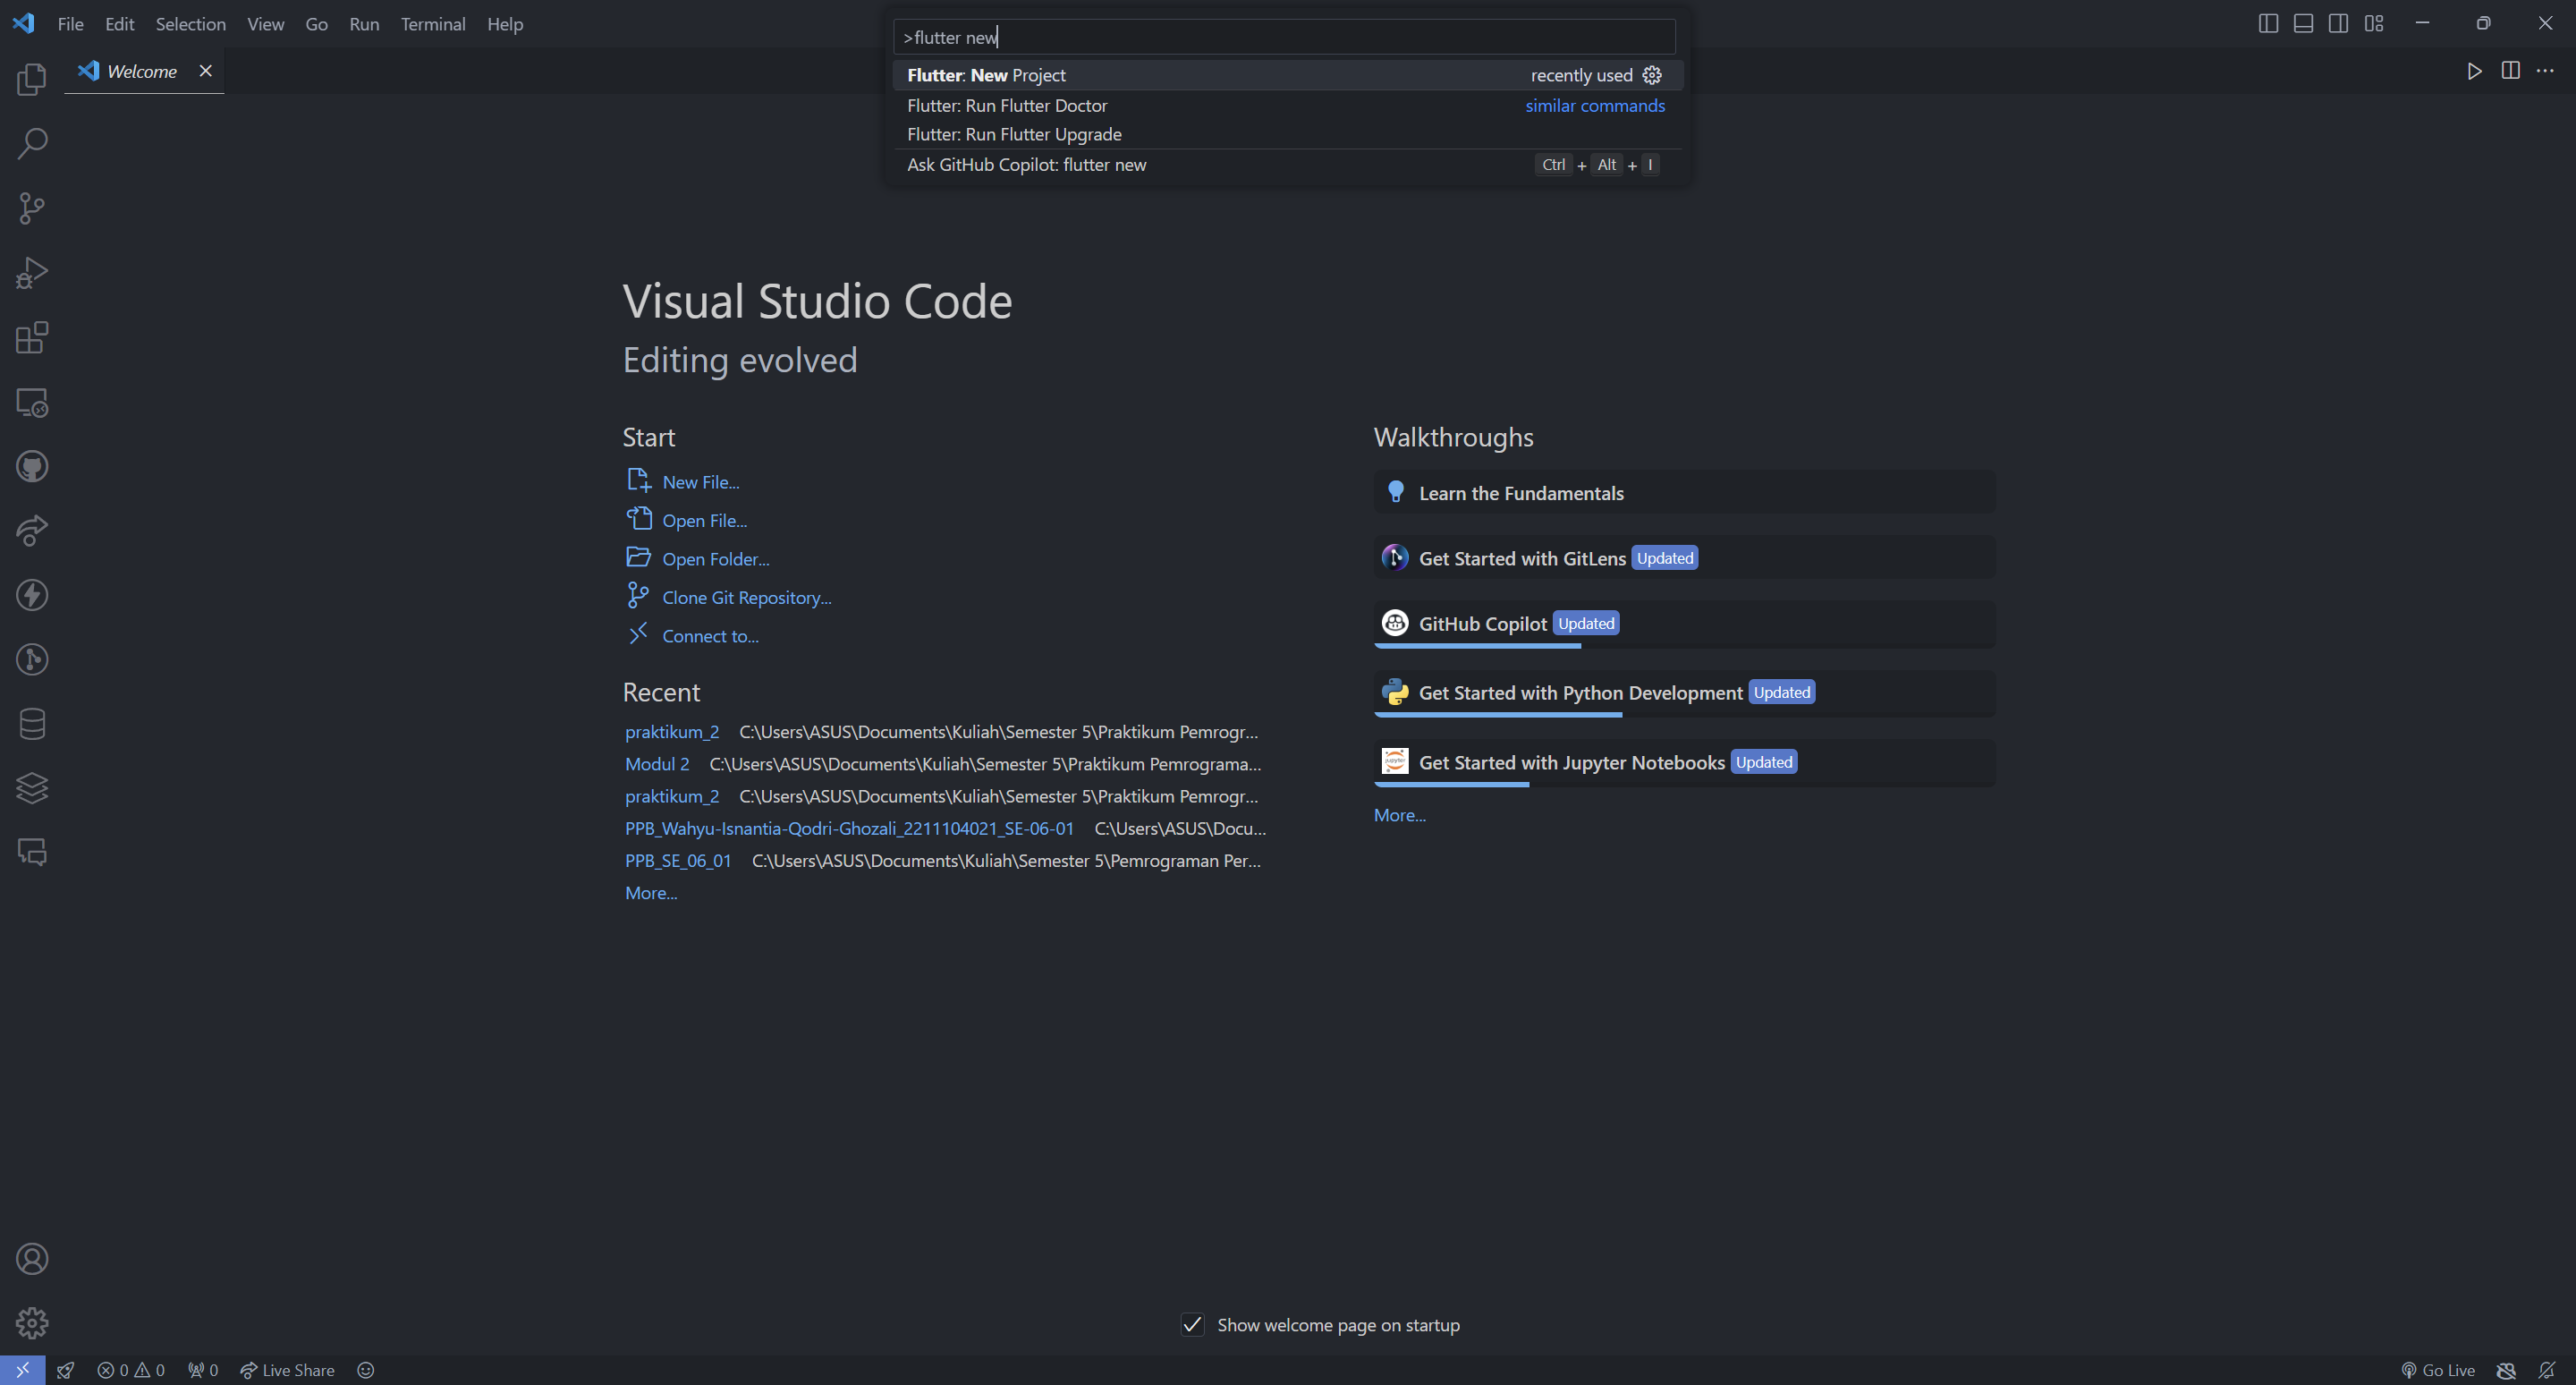 File Edit Selection View Go Run Terminal Help
>flutter new
Welcome
Flutter: New Project recently used
Flutter: Run Flutter Doctor similar commands
Flutter: Run Flutter Upgrade
Ask GitHub Copilot: flutter new Ctrl + Alt + I
Visual Studio Code
Editing evolved
Start
New File...
Open File...
Open Folder...
Clone Git Repository...
Connect to...
Recent
praktikum_2 C:\Users\ASUS\Documents\Kuliah\Semester 5\Praktikum Pemrogr...
Modul 2 C:\Users\ASUS\Documents\Kuliah\Semester 5\Praktikum Pemrograma...
praktikum_2 C:\Users\ASUS\Documents\Kuliah\Semester 5\Praktikum Pemrogr...
PPB_Wahyu-Isnantia-Qodri-Ghozali_2211104021_SE-06-01 C:\Users\ASUS\Docu...
PPB_SE_06_01 C:\Users\ASUS\Documents\Kuliah\Semester 5\Pemrograman Per...
More...
Walkthroughs
Learn the Fundamentals
Get Started with GitLens Updated
GitHub Copilot Updated
Get Started with Python Development Updated
Get Started with Jupyter Notebooks Updated
More...
Show welcome page on startup
0 0 0 Live Share Go Live